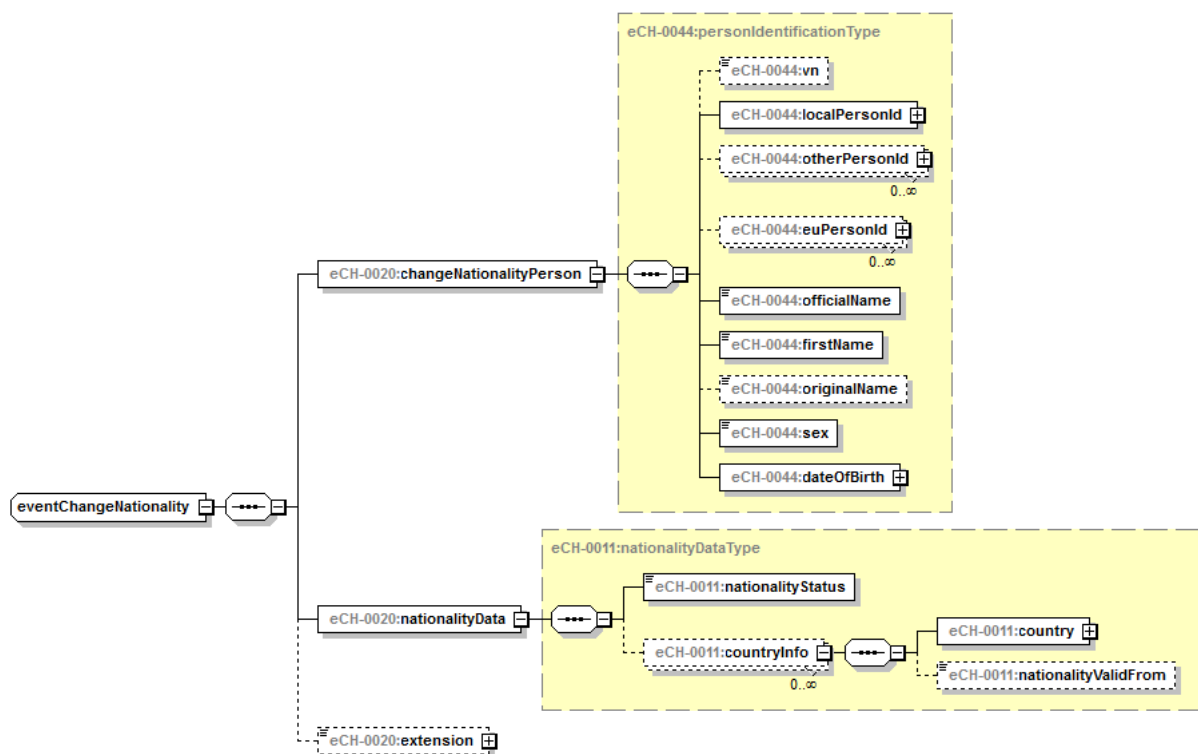 eCH-0044:personIdentificationType
eCH-0044:vn
eCH-0044:localPersonId
eCH-0044:otherPersonId
0..∞
eCH-0044:euPersonId
0..∞
eCH-0020:changeNationalityPerson
eCH-0044:officialName
eCH-0044:firstName
eCH-0044:originalName
eCH-0044:sex
eCH-0044:dateOfBirth
eventChangeNationality
eCH-0011:nationalityDataType
eCH-0011:nationalityStatus
eCH-0020:nationalityData
eCH-0011:countryInfo
0..∞
eCH-0011:country
eCH-0011:nationalityValidFrom
eCH-0020:extension